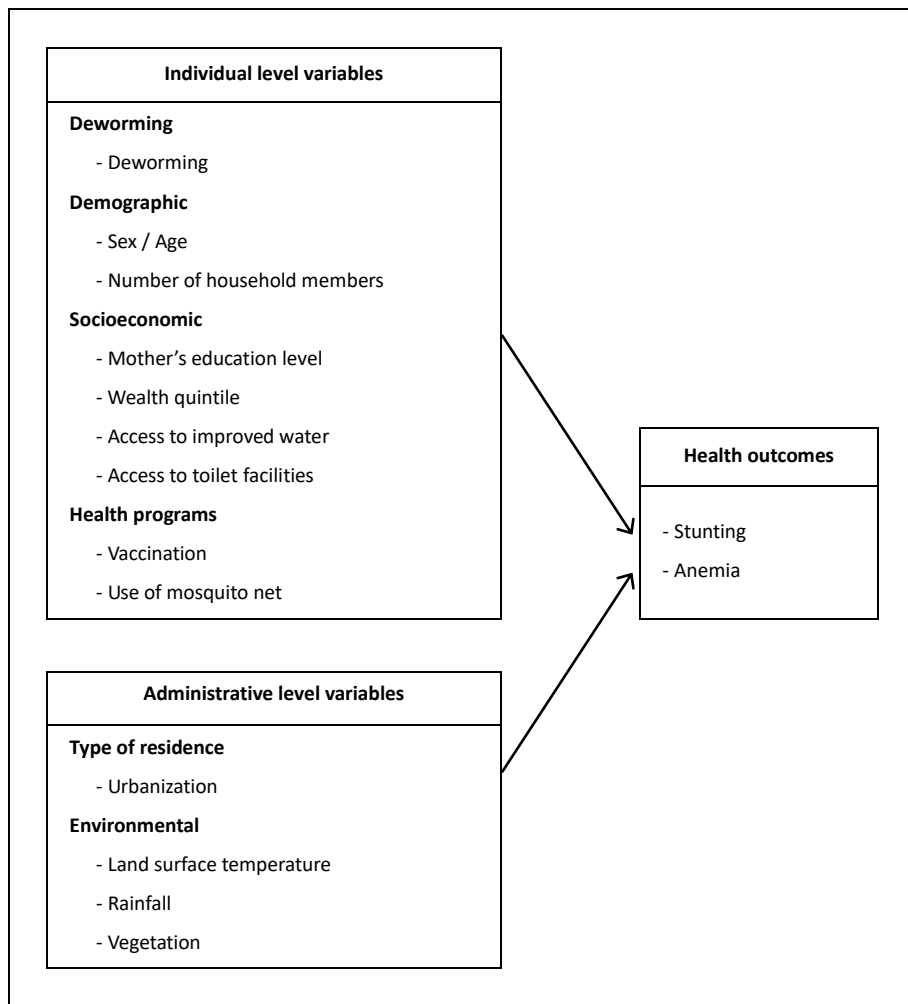 Individual level variables
Deworming
- Deworming
Demographic
- Sex / Age
- Number of household members
Socioeconomic
- Mother’s education level
- Wealth quintile
- Access to improved water
- Access to toilet facilities
Health programs
- Vaccination
- Use of mosquito net
Health outcomes
- Stunting
- Anemia
Administrative level variables
Type of residence
- Urbanization
Environmental
- Land surface temperature
- Rainfall
- Vegetation